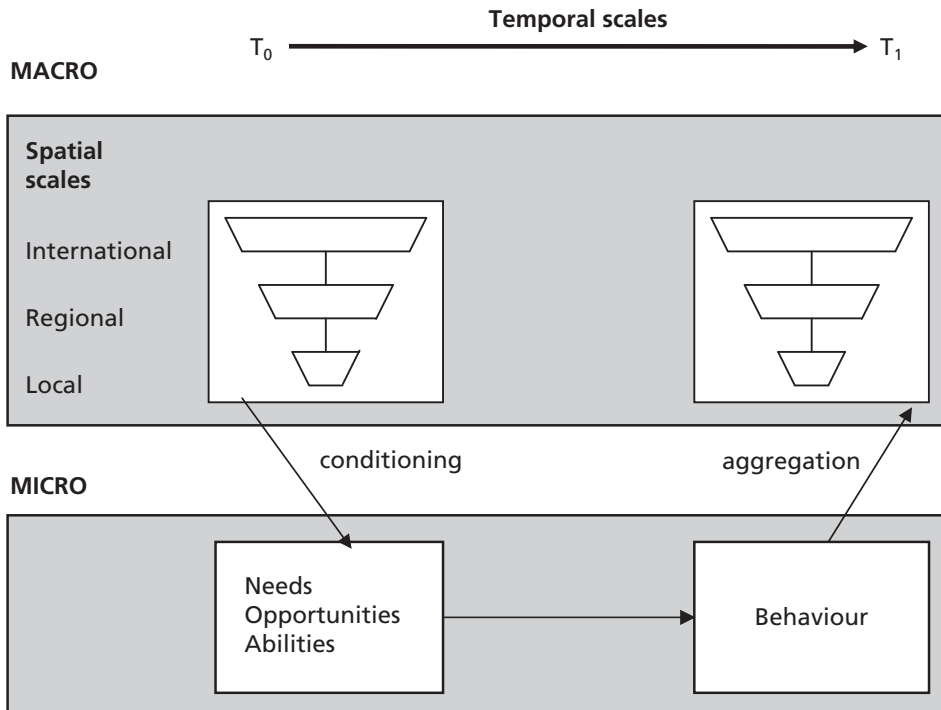 Temporal scales
T₀
T₁
MACRO
Spatial
scales
International
Regional
Local
conditioning
aggregation
MICRO
Needs
Opportunities
Abilities
Behaviour